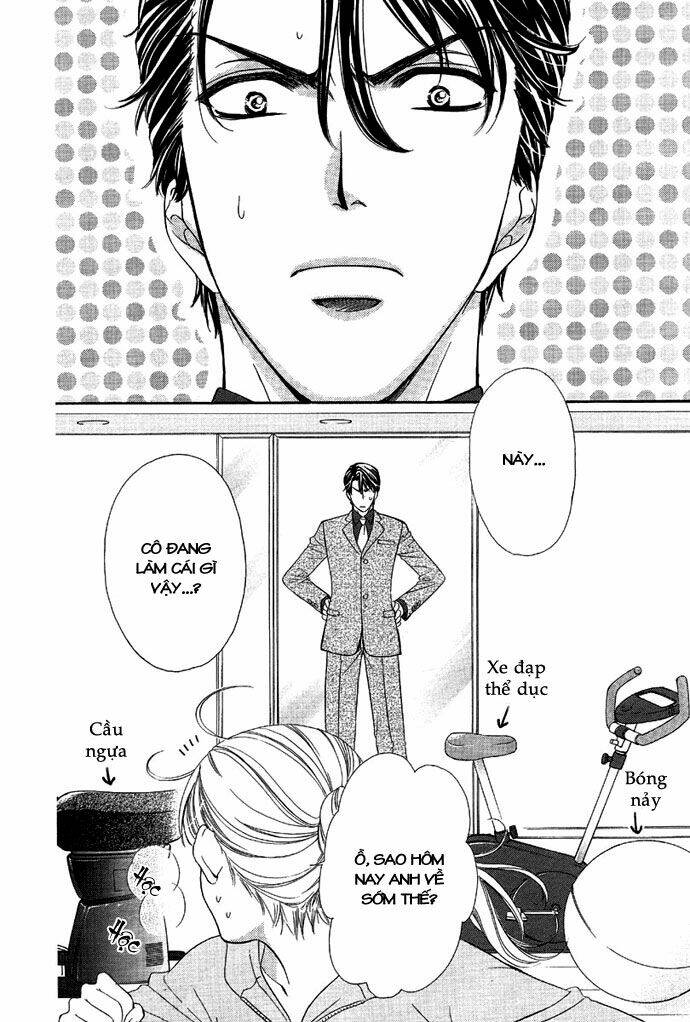 NÀY...
CÔ ĐANG
LÀM CÁI GÌ
VẬY...?
Xe đạp
thể dục
Cầu
ngựa
Bóng
nảy
Ồ, SAO HÔM
NAY ANH VỀ
SỚM THẾ?
HỘC
HỘC